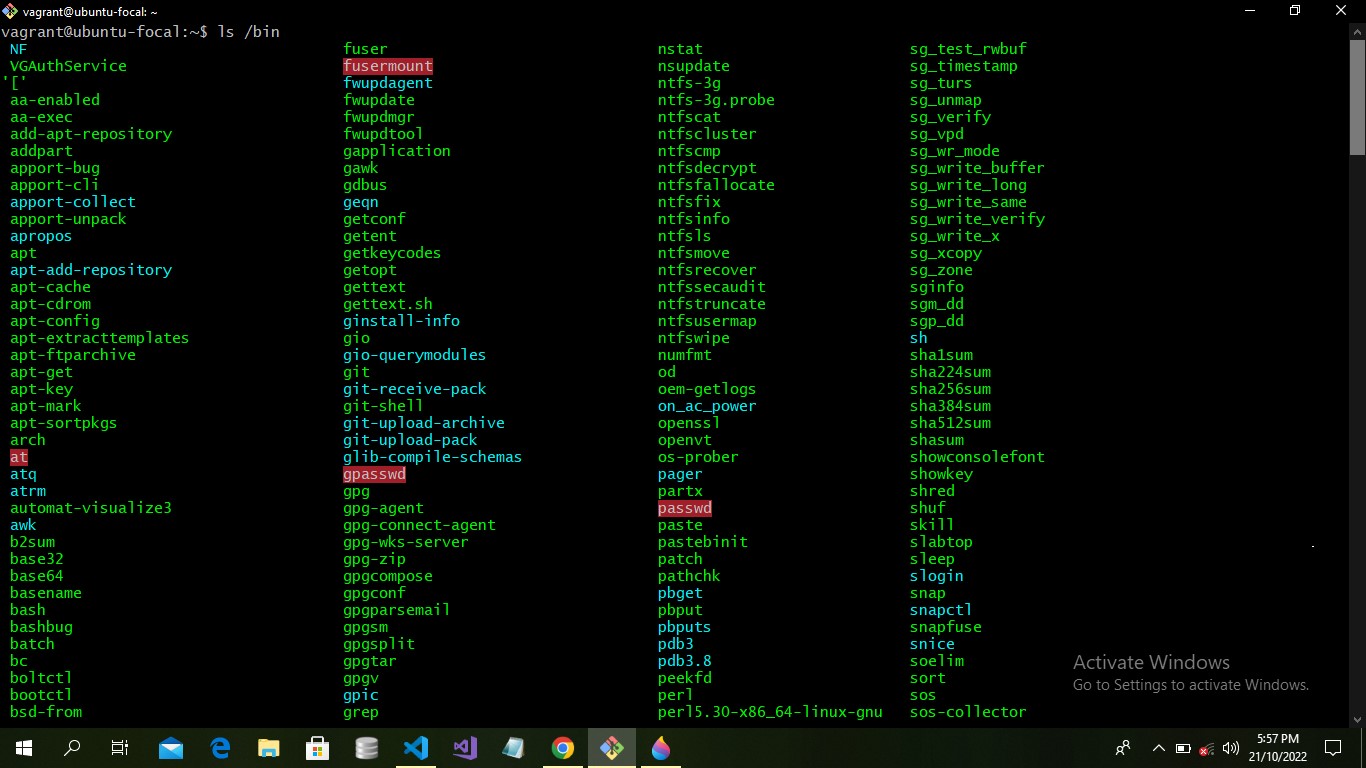 vagrant@ubuntu-focal: ~
vagrant@ubuntu-focal:~$ ls /bin
NF fuser nstat sg_test_rwbuf
VGAuthService fusermount nsupdate sg_timestamp
'[' fwupdagent ntfs-3g sg_turs
aa-enabled fwupdate ntfs-3g.probe sg_unmap
aa-exec fwupdmgr ntfscat sg_verify
add-apt-repository fwupdtool ntfscluster sg_vpd
addpart gapplication ntfscmp sg_wr_mode
apport-bug gawk ntfsdecrypt sg_write_buffer
apport-cli gdbus ntfsfallocate sg_write_long
apport-collect geqn ntfsfix sg_write_same
apport-unpack getconf ntfsinfo sg_write_verify
apropos getent ntfsls sg_write_x
apt getkeycodes ntfsmove sg_xcopy
apt-add-repository getopt ntfsrecover sg_zone
apt-cache gettext ntfssecaudit sginfo
apt-cdrom gettext.sh ntfstruncate sgm_dd
apt-config ginstall-info ntfsusermap sgp_dd
apt-extracttemplates gio ntfswipe sh
apt-ftparchive gio-querymodules numfmt sha1sum
apt-get git od sha224sum
apt-key git-receive-pack oem-getlogs sha256sum
apt-mark git-shell on_ac_power sha384sum
apt-sortpkgs git-upload-archive openssl sha512sum
arch git-upload-pack openvt shasum
at glib-compile-schemas os-prober showconsolefont
atq gpasswd pager showkey
atrm gpg partx shred
automat-visualize3 gpg-agent passwd shuf
awk gpg-connect-agent paste skill
b2sum gpg-wks-server pastebinit slabtop
base32 gpg-zip patch sleep
base64 gpgcompose pathchk slogin
basename gpgconf pbget snap
bash gpgparsemail pbput snapctl
bashbug gpgsm pbputs snapfuse
batch gpgsplit pdb3 snice
bc gpgtar pdb3.8 soelim
boltctl gpgv peekfd sort
bootctl gpic perl sos
bsd-from grep perl5.30-x86_64-linux-gnu sos-collector
Activate Windows
Go to Settings to activate Windows.
5:57 PM
21/10/2022